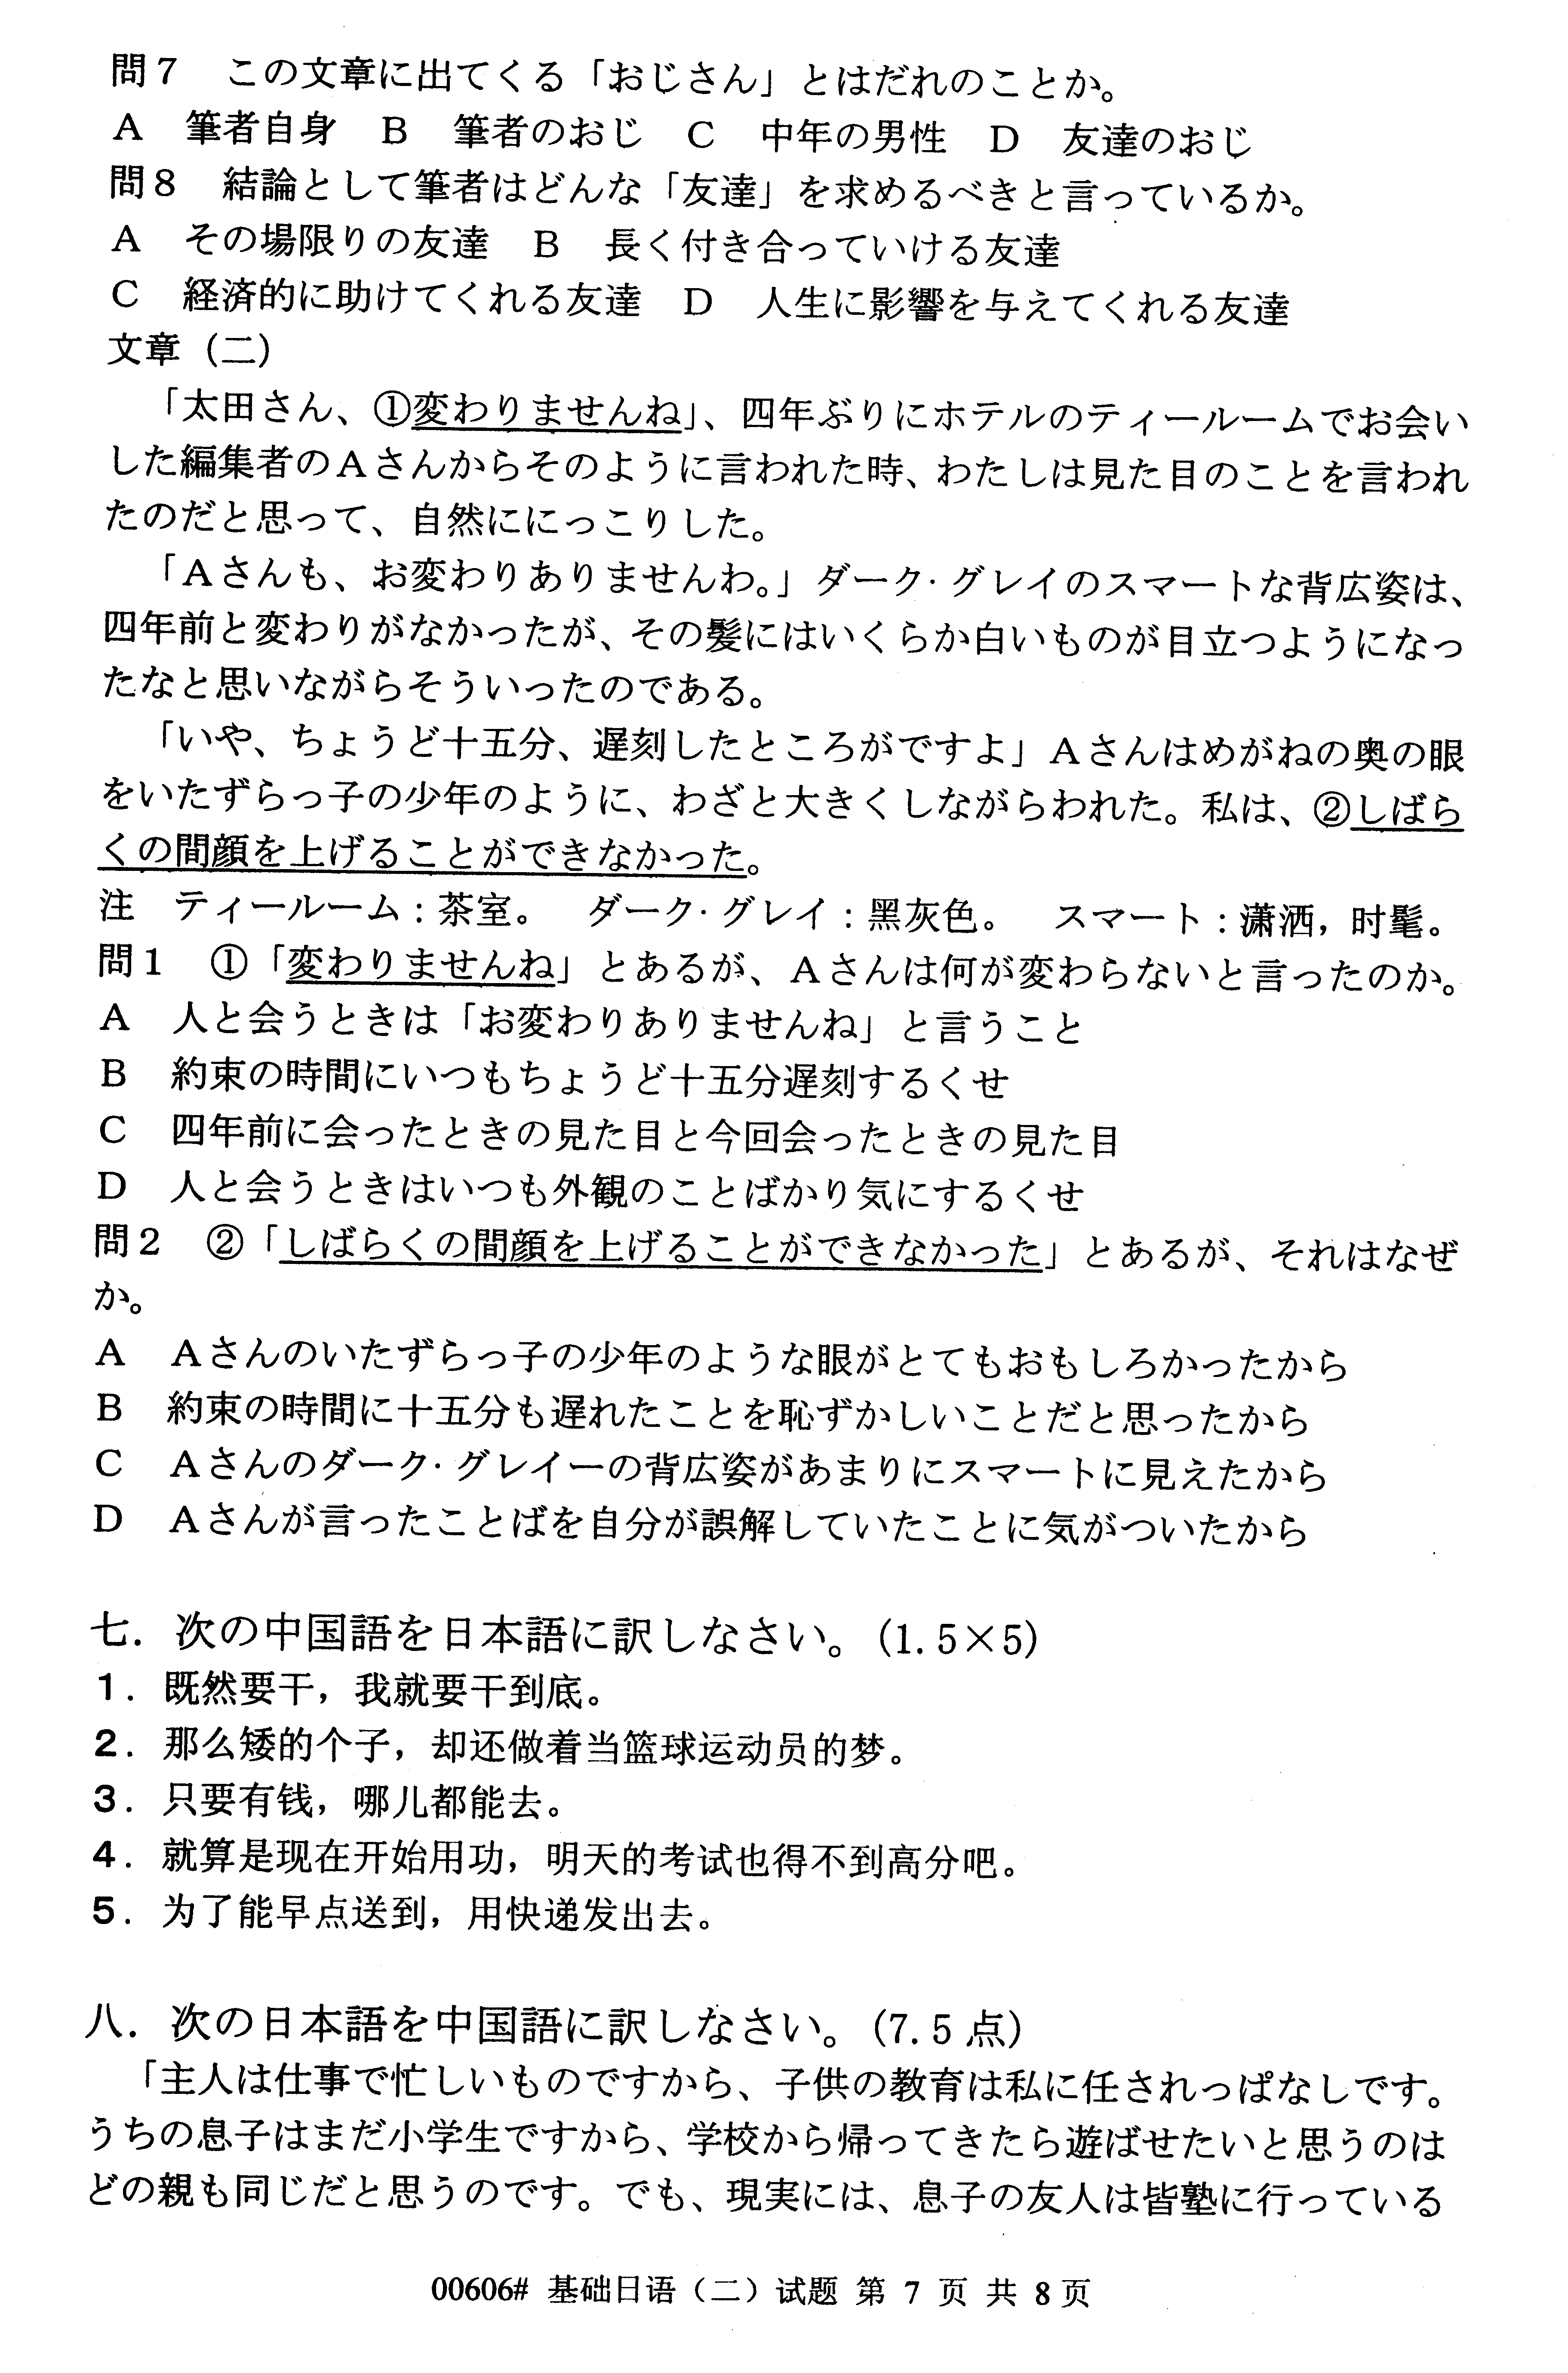 問7　この文章に出てくる「おじさん」とはだれのことか。
A　筆者自身　B　筆者のおじ　C　中年の男性　D　友達のおじ
問8　結論として筆者はどんな「友達」を求めるべきと言っているか。
A　その場限りの友達　B　長く付き合っていける友達
C　経済的に助けてくれる友達　D　人生に影響を与えてくれる友達
文章（二）
「太田さん、①変わりませんね」、四年ぶりにホテルのティールームでお会い
した編集者のAさんからそのように言われた時、わたしは見た目のことを言われ
たのだと思って、自然ににっこりした。
「Aさんも、お変わりありませんわ。」ダーク·グレイのスマートな背広姿は、
四年前と変わりがなかったが、その髪にはいくらか白いものが目立つようになっ
たなと思いながらそういったのである。
「いや、ちょうど十五分、遅刻したところがですよ」Aさんはめがねの奥の眼
をいたずらっ子の少年のように、わざと大きくしながらわれた。私は、②しばら
くの間顔を上げることができなかった。
注　ティールーム：茶室。　ダーク·グレイ：黑灰色。　スマート：潇洒，时髦。
問1　①「変わりませんね」とあるが、Aさんは何が変わらないと言ったのか。
A　人と会うときは「お変わりありませんね」と言うこと
B　約束の時間にいつもちょうど十五分遅刻するくせ
C　四年前に会ったときの見た目と今回会ったときの見た目
D　人と会うときはいつも外観のことばかり気にするくせ
問2　②「しばらくの間顔を上げることができなかった」とあるが、それはなぜ
か。
A　Aさんのいたずらっ子の少年のような眼がとてもおもしろかったから
B　約束の時間に十五分も遅れたことを恥ずかしいことだと思ったから
C　Aさんのダーク·グレイーの背広姿があまりにスマートに見えたから
D　Aさんが言ったことばを自分が誤解していたことに気がついたから
七．次の中国語を日本語に訳しなさい。(1.5×5)
1．既然要干，我就要干到底。
2．那么矮的个子，却还做着当篮球运动员的梦。
3．只要有钱，哪儿都能去。
4．就算是现在开始用功，明天的考试也得不到高分吧。
5．为了能早点送到，用快递发出去。
八．次の日本語を中国語に訳しなさい。(7.5点)
「主人は仕事で忙しいものですから、子供の教育は私に任されっぱなしです。
うちの息子はまだ小学生ですから、学校から帰ってきたら遊ばせたいと思うのは
どの親も同じだと思うのです。でも、現実には、息子の友人は皆塾に行っている
00606# 基础日语（二）试题 第 7 页 共 8 页